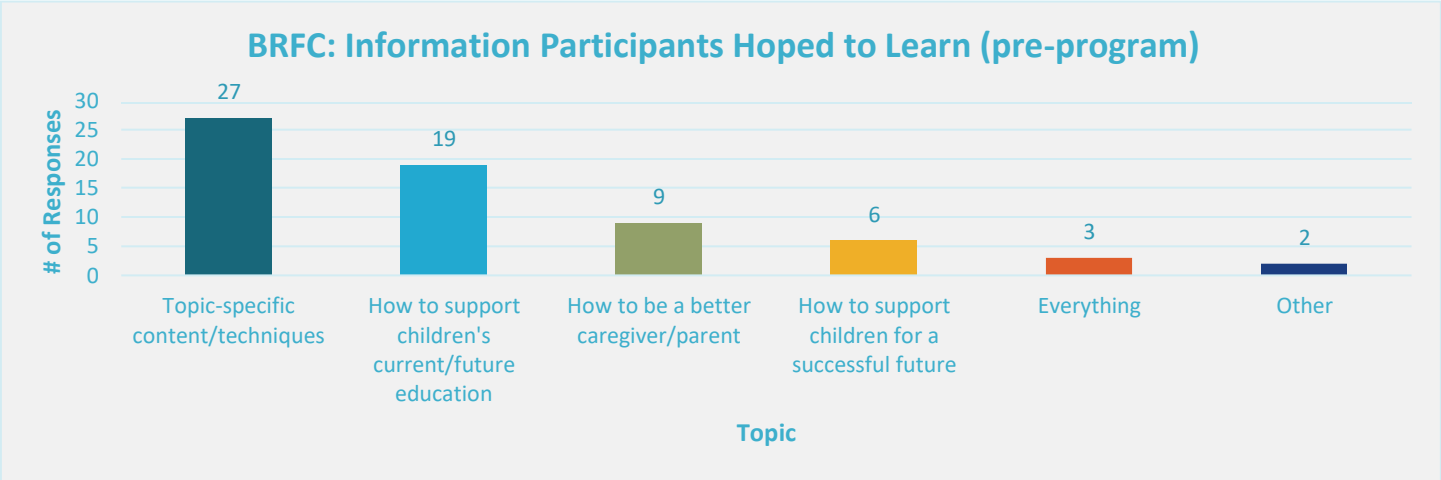 BRFC: Information Participants Hoped to Learn (pre-program)
# of Responses
30
25
20
15
10
5
0
27
19
9
6
3
2
Topic-specific
content/techniques
How to support
children's
current/future
education
How to be a better
caregiver/parent
How to support
children for a
successful future
Everything
Other
Topic